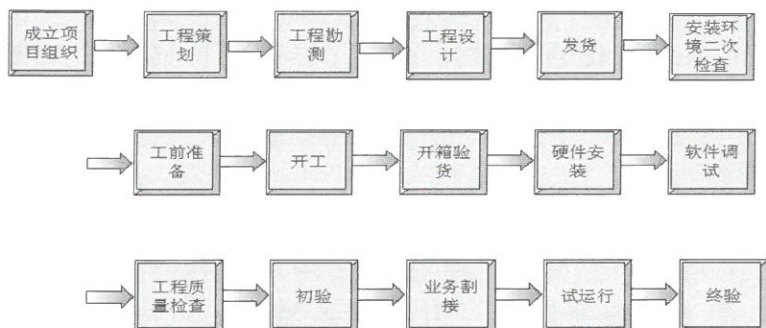 成立项
目组织
工程策
划
工程勘
测
工程设
计
发货
安装环
境二次
检查
工前准
备
开工
开箱验
货
硬件安
装
软件调
试
工程质
量检查
初验
业务割
接
试运行
终验